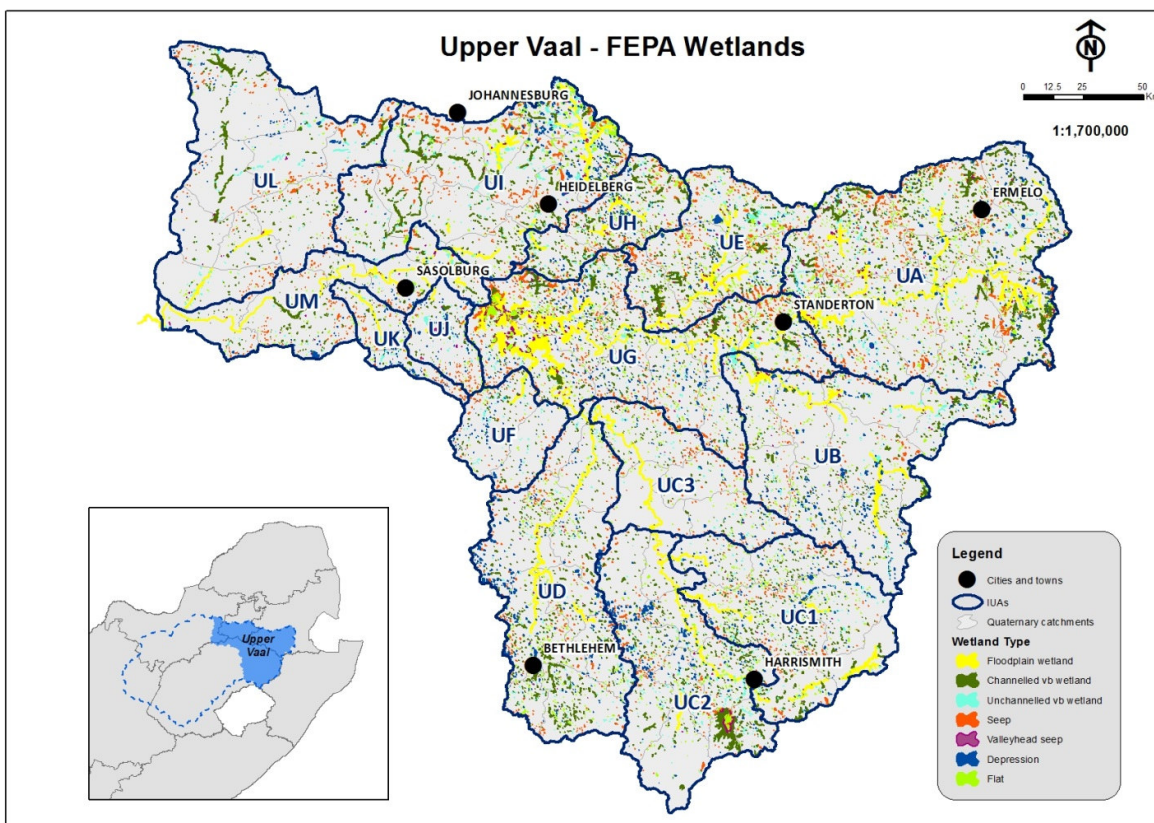 Upper Vaal - FEPA Wetlands
N
0 12.5 25 50
1:1,700,000
JOHANNESBURG
UL
UI
HEIDELBERG
ERMELO
UH
UE
SASOLBURG
UA
UM
STANDERTON
UK
UJ
UG
UF
UB
UC3
UD
UC1
BETHLEHEM
HARRISMITH
UC2
Upper
Vaal
Legend
Cities and towns
IUAs
Quaternary catchments
Wetland Type
Floodplain wetland
Channelled vb wetland
Unchannelled vb wetland
Seep
Valleyhead seep
Depression
Flat